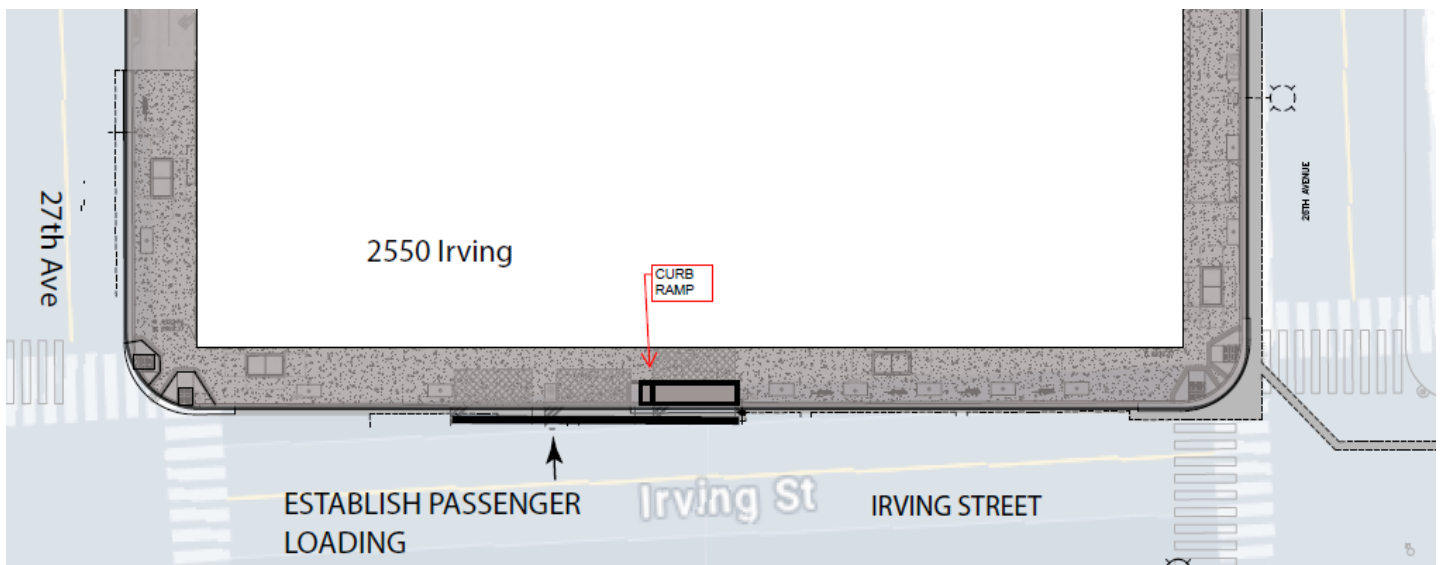 27th Ave
2550 Irving
CURB
RAMP
26TH AVENUE
ESTABLISH PASSENGER
LOADING
Irving St
IRVING STREET